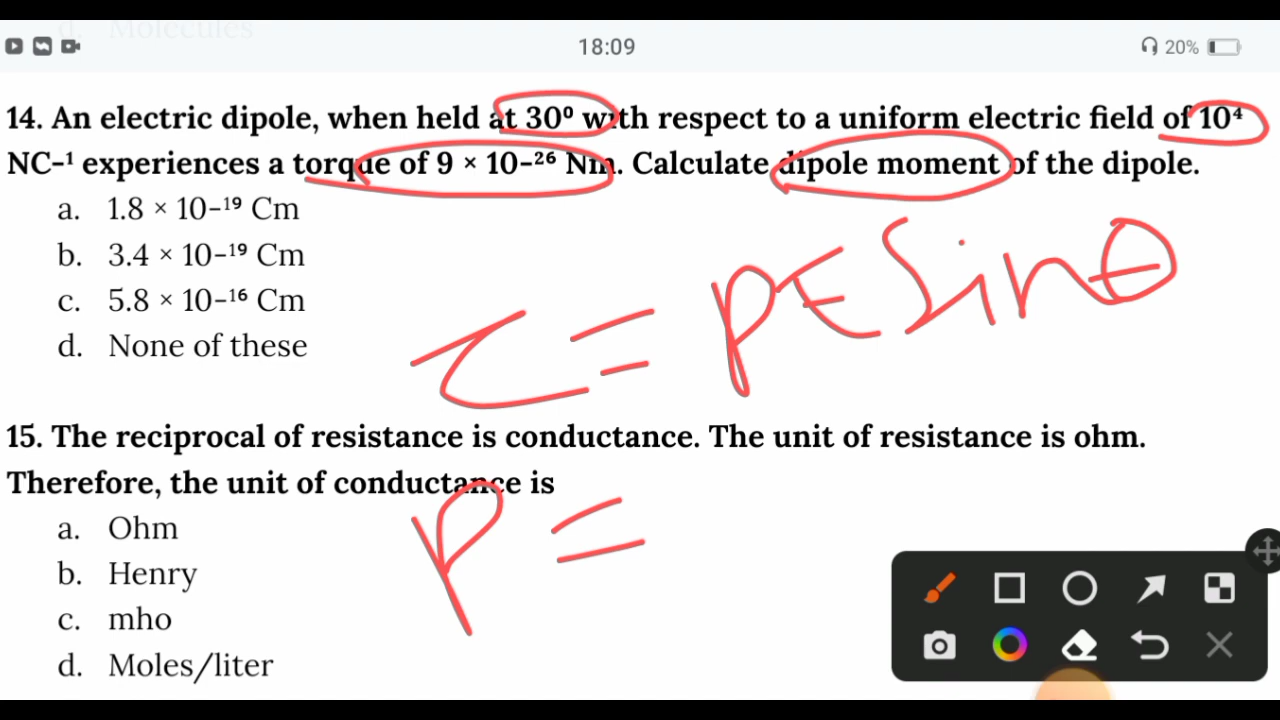 d. Molecules
18:09
20%
14. An electric dipole, when held at 30⁰ with respect to a uniform electric field of 10⁴
NC-¹ experiences a torque of 9 × 10-²⁶ Nm. Calculate dipole moment of the dipole.
a. 1.8 × 10-¹⁹ Cm
b. 3.4 × 10-¹⁹ Cm
c. 5.8 × 10-¹⁶ Cm
d. None of these
τ = pE Sinθ
15. The reciprocal of resistance is conductance. The unit of resistance is ohm.
Therefore, the unit of conductance is
p =
a. Ohm
b. Henry
c. mho
d. Moles/liter